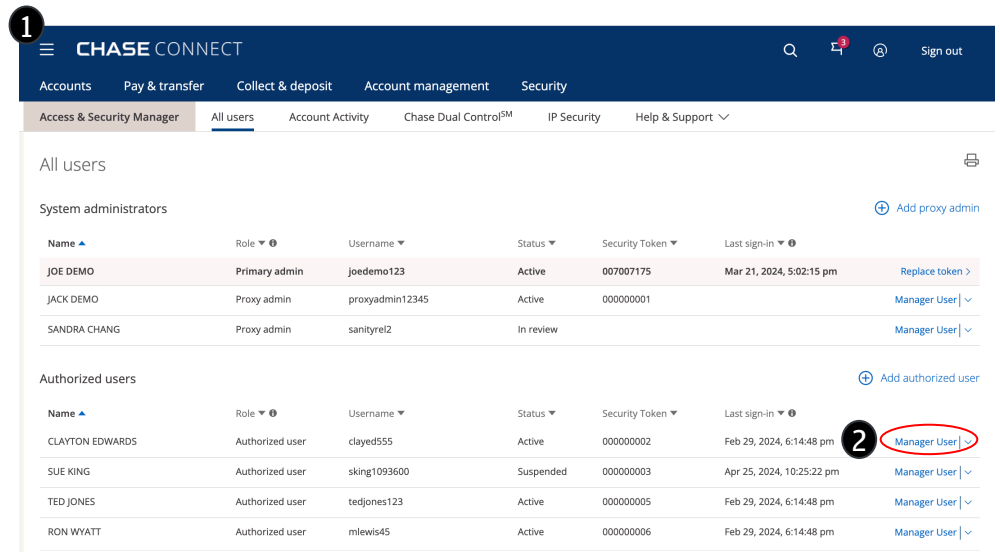 1
CHASE CONNECT
3
Sign out
Accounts Pay & transfer Collect & deposit Account management Security
Access & Security Manager All users Account Activity Chase Dual Control℠ IP Security Help & Support
All users
System administrators Add proxy admin
Name Role Username Status Security Token Last sign-in
JOE DEMO Primary admin joedemo123 Active 007007175 Mar 21, 2024, 5:02:15 pm Replace token
JACK DEMO Proxy admin proxyadmin12345 Active 000000001 Manager User
SANDRA CHANG Proxy admin sanityrel2 In review Manager User
Authorized users Add authorized user
Name Role Username Status Security Token Last sign-in
CLAYTON EDWARDS Authorized user clayed555 Active 000000002 Feb 29, 2024, 6:14:48 pm 2 Manager User
SUE KING Authorized user sking1093600 Suspended 000000003 Apr 25, 2024, 10:25:22 pm Manager User
TED JONES Authorized user tedjones123 Active 000000005 Feb 29, 2024, 6:14:48 pm Manager User
RON WYATT Authorized user mlewis45 Active 000000006 Feb 29, 2024, 6:14:48 pm Manager User